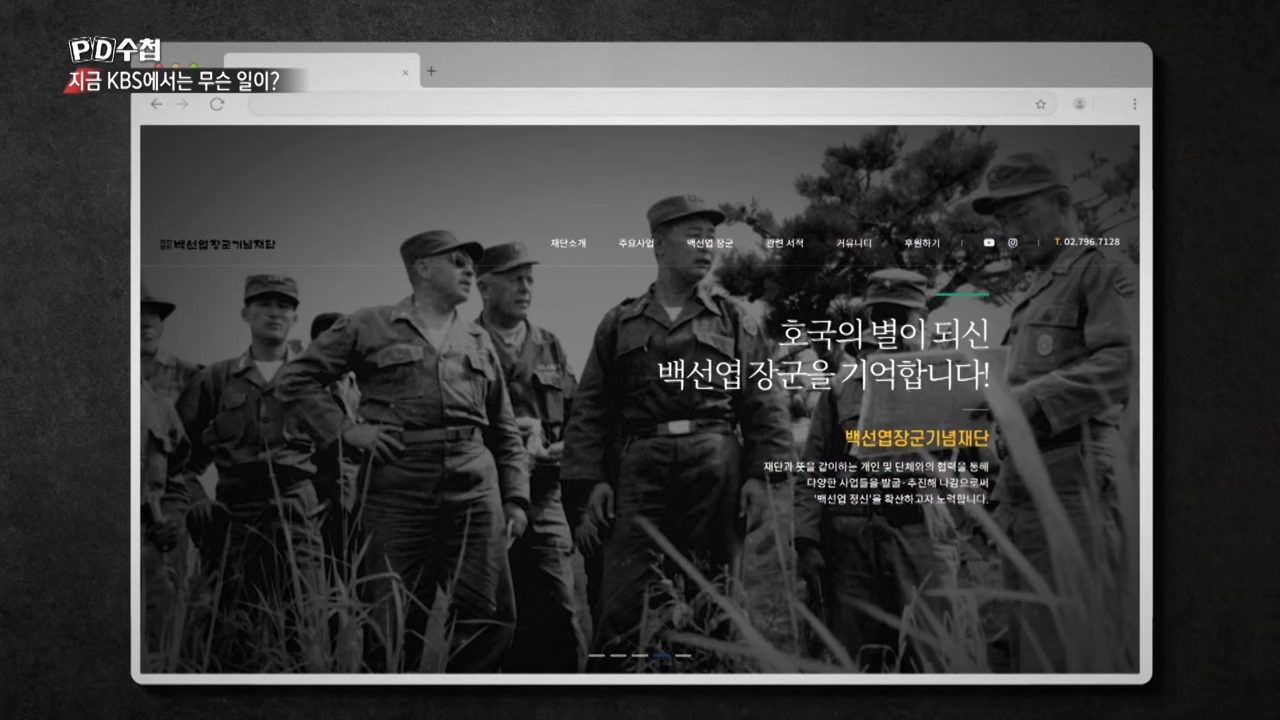 PD수첩
지금 KBS에서는 무슨 일이?
백선엽장군기념재단
재단소개 주요사업 백선엽 장군 관련 서적 커뮤니티 후원하기 T. 02.796.7128
호국의 별이 되신
백선엽 장군을 기억합니다!
백선엽장군기념재단
재단과 뜻을 같이하는 개인 및 단체와의 협력을 통해
다양한 사업들을 발굴·추진해 나감으로써
'백선엽 정신'을 확산하고자 노력합니다.